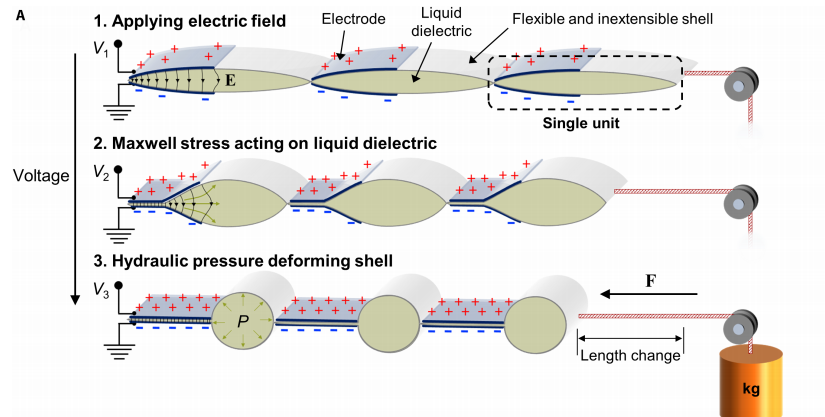 A
1. Applying electric field
Electrode
Liquid
dielectric
Flexible and inextensible shell
V1
E
Single unit
2. Maxwell stress acting on liquid dielectric
Voltage
V2
3. Hydraulic pressure deforming shell
V3
P
F
Length change
kg